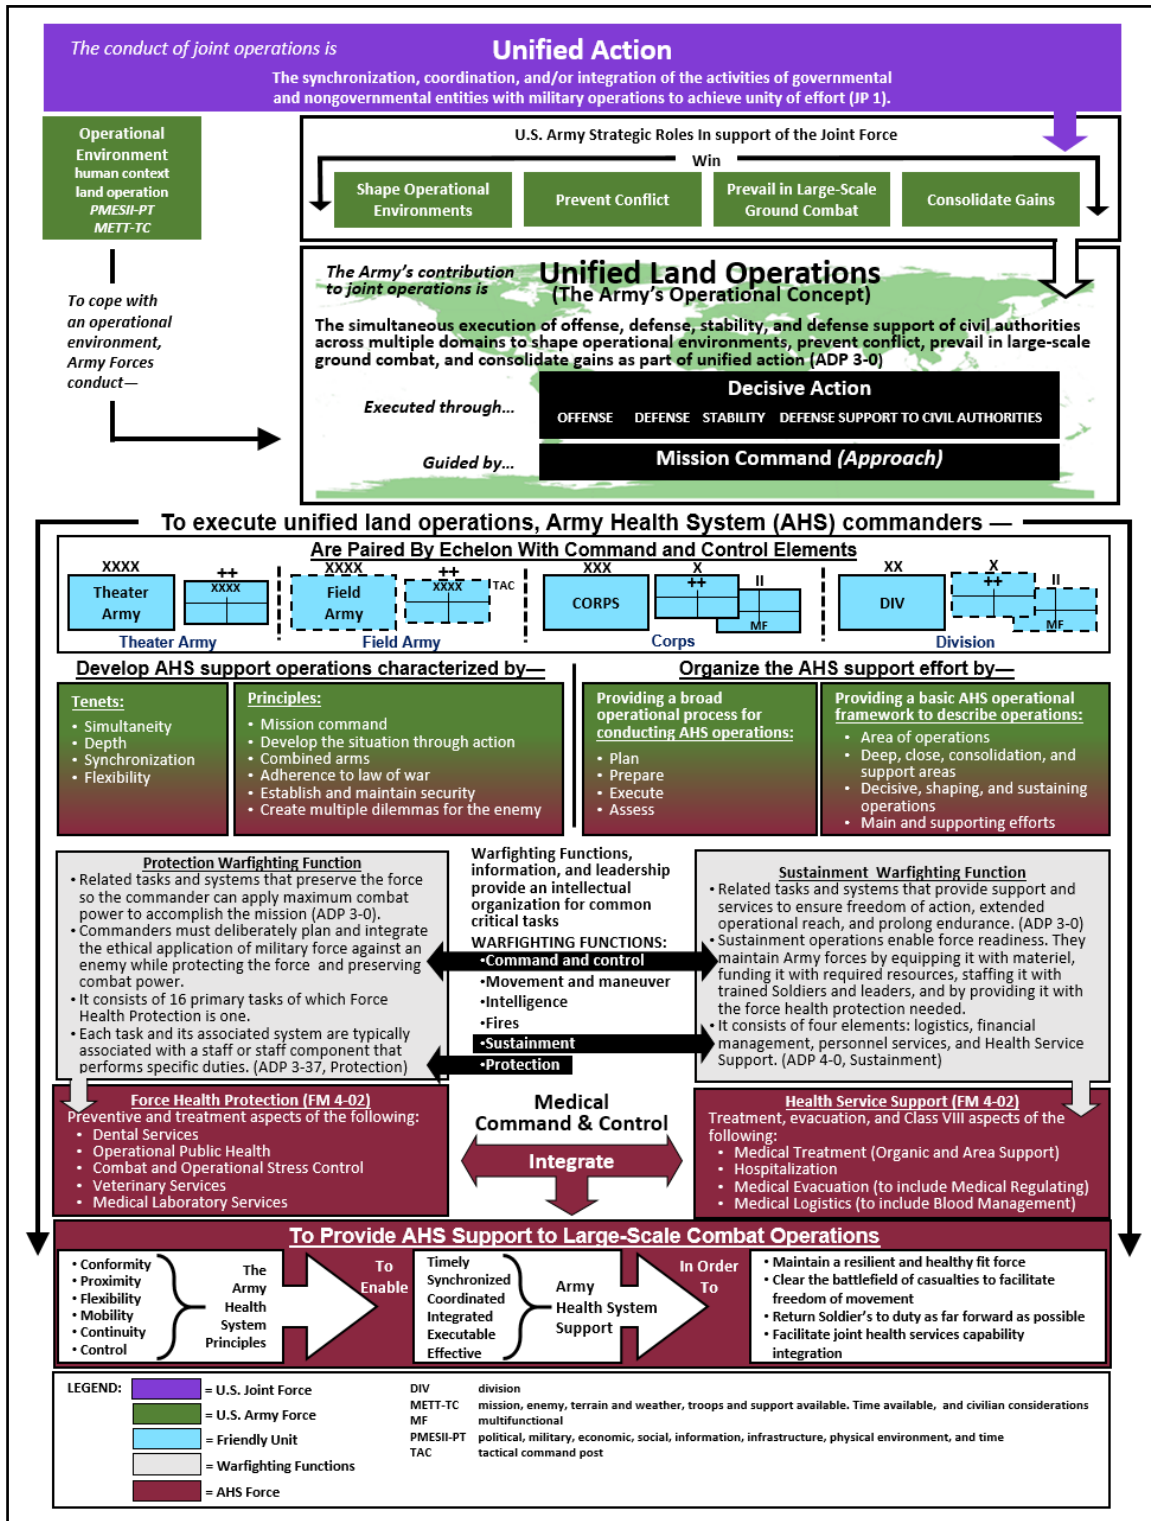 The conduct of joint operations is Unified Action
The synchronization, coordination, and/or integration of the activities of governmental
and nongovernmental entities with military operations to achieve unity of effort (JP 1).
Operational
Environment
human context
land operation
PMESII-PT
METT-TC
U.S. Army Strategic Roles In support of the Joint Force
Win
Shape Operational
Environments
Prevent Conflict
Prevail in Large-Scale
Ground Combat
Consolidate Gains
To cope with
an operational
environment,
Army Forces
conduct—
The Army's contribution
to joint operations is
Unified Land Operations
(The Army's Operational Concept)
The simultaneous execution of offense, defense, stability, and defense support of civil authorities
across multiple domains to shape operational environments, prevent conflict, prevail in large-scale
ground combat, and consolidate gains as part of unified action (ADP 3-0)
Executed through...
Decisive Action
OFFENSE DEFENSE STABILITY DEFENSE SUPPORT TO CIVIL AUTHORITIES
Guided by...
Mission Command (Approach)
To execute unified land operations, Army Health System (AHS) commanders —
Are Paired By Echelon With Command and Control Elements
XXXX
Theater
Army
++
XXXX
Theater Army
XXXX
Field
Army
++
XXXX
TAC
Field Army
XXX
CORPS
X
++
II
MF
Corps
XX
DIV
X
++
II
MF
Division
Develop AHS support operations characterized by—
Tenets:
• Simultaneity
• Depth
• Synchronization
• Flexibility
Principles:
• Mission command
• Develop the situation through action
• Combined arms
• Adherence to law of war
• Establish and maintain security
• Create multiple dilemmas for the enemy
Organize the AHS support effort by—
Providing a broad
operational process for
conducting AHS operations:
• Plan
• Prepare
• Execute
• Assess
Providing a basic AHS operational
framework to describe operations:
• Area of operations
• Deep, close, consolidation, and
support areas
• Decisive, shaping, and sustaining
operations
• Main and supporting efforts
Protection Warfighting Function
• Related tasks and systems that preserve the force
so the commander can apply maximum combat
power to accomplish the mission (ADP 3-0).
• Commanders must deliberately plan and integrate
the ethical application of military force against an
enemy while protecting the force and preserving
combat power.
• It consists of 16 primary tasks of which Force
Health Protection is one.
• Each task and its associated system are typically
associated with a staff or staff component that
performs specific duties. (ADP 3-37, Protection)
Warfighting Functions,
information, and leadership
provide an intellectual
organization for common
critical tasks
WARFIGHTING FUNCTIONS:
•Command and control
•Movement and maneuver
•Intelligence
•Fires
•Sustainment
•Protection
Sustainment Warfighting Function
• Related tasks and systems that provide support and
services to ensure freedom of action, extended
operational reach, and prolong endurance. (ADP 3-0)
• Sustainment operations enable force readiness. They
maintain Army forces by equipping it with materiel,
funding it with required resources, staffing it with
trained Soldiers and leaders, and by providing it with
the force health protection needed.
• It consists of four elements: logistics, financial
management, personnel services, and Health Service
Support. (ADP 4-0, Sustainment)
Force Health Protection (FM 4-02)
Preventive and treatment aspects of the following:
• Dental Services
• Operational Public Health
• Combat and Operational Stress Control
• Veterinary Services
• Medical Laboratory Services
Medical
Command & Control
Integrate
Health Service Support (FM 4-02)
Treatment, evacuation, and Class VIII aspects of the
following:
• Medical Treatment (Organic and Area Support)
• Hospitalization
• Medical Evacuation (to include Medical Regulating)
• Medical Logistics (to include Blood Management)
To Provide AHS Support to Large-Scale Combat Operations
• Conformity
• Proximity
• Flexibility
• Mobility
• Continuity
• Control
The
Army
Health
System
Principles
To
Enable
Timely
Synchronized
Coordinated
Integrated
Executable
Effective
Army
Health System
Support
In Order
To
• Maintain a resilient and healthy fit force
• Clear the battlefield of casualties to facilitate
freedom of movement
• Return Soldier's to duty as far forward as possible
• Facilitate joint health services capability
integration
LEGEND:
= U.S. Joint Force
= U.S. Army Force
= Friendly Unit
= Warfighting Functions
= AHS Force
DIV division
METT-TC mission, enemy, terrain and weather, troops and support available. Time available, and civilian considerations
MF multifunctional
PMESII-PT political, military, economic, social, information, infrastructure, physical environment, and time
TAC tactical command post